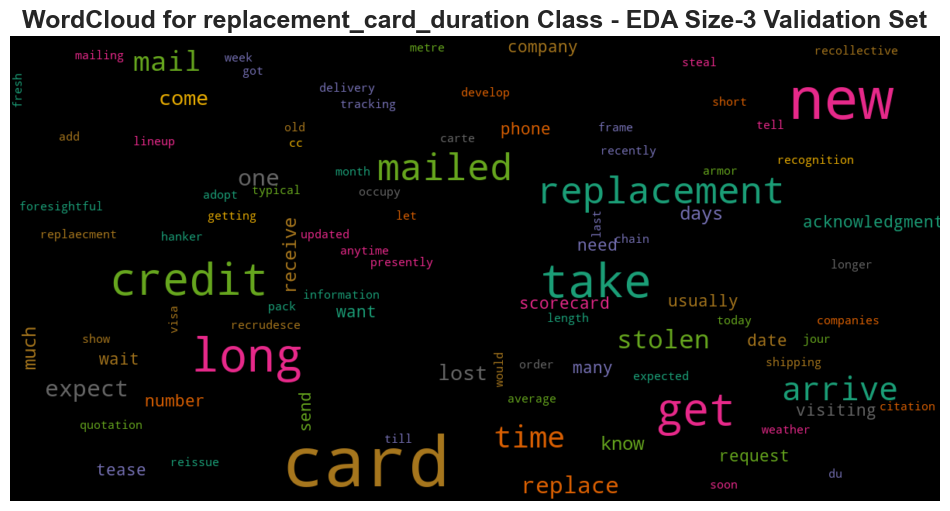 WordCloud for replacement_card_duration Class - EDA Size-3 Validation Set
metre
company
recollective
mailing
week
mail
got
steal
new
fresh
delivery
come
tracking
develop
short
tell
add
old
phone
frame
lineup
cc
carte
recently
recognition
mailed
month
armor
one
adopt
typical
occupy
replacement
foresightful
getting
let
days
acknowledgment
last
replaecment
hanker
updated
chain
need
receive
anytime
presently
longer
credit
take
information
pack
want
scorecard
usually
visa
recrudesce
length
today
companies
much
show
stolen
date
jour
wait
long
would
order
many
shipping
lost
expected
expect
arrive
number
send
average
get
visiting
citation
quotation
time
know
weather
till
card
request
tease
reissue
du
replace
soon